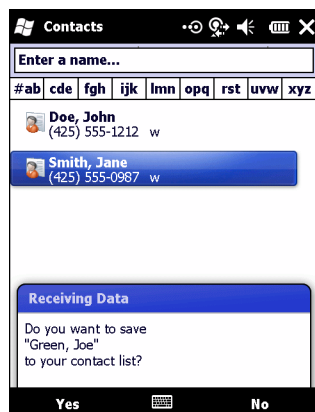 Contacts
Enter a name...
#ab cde fgh ijk lmn opq rst uvw xyz
Doe, John
(425) 555-1212 w
Smith, Jane
(425) 555-0987 w
Receiving Data
Do you want to save
"Green, Joe"
to your contact list?
Yes No